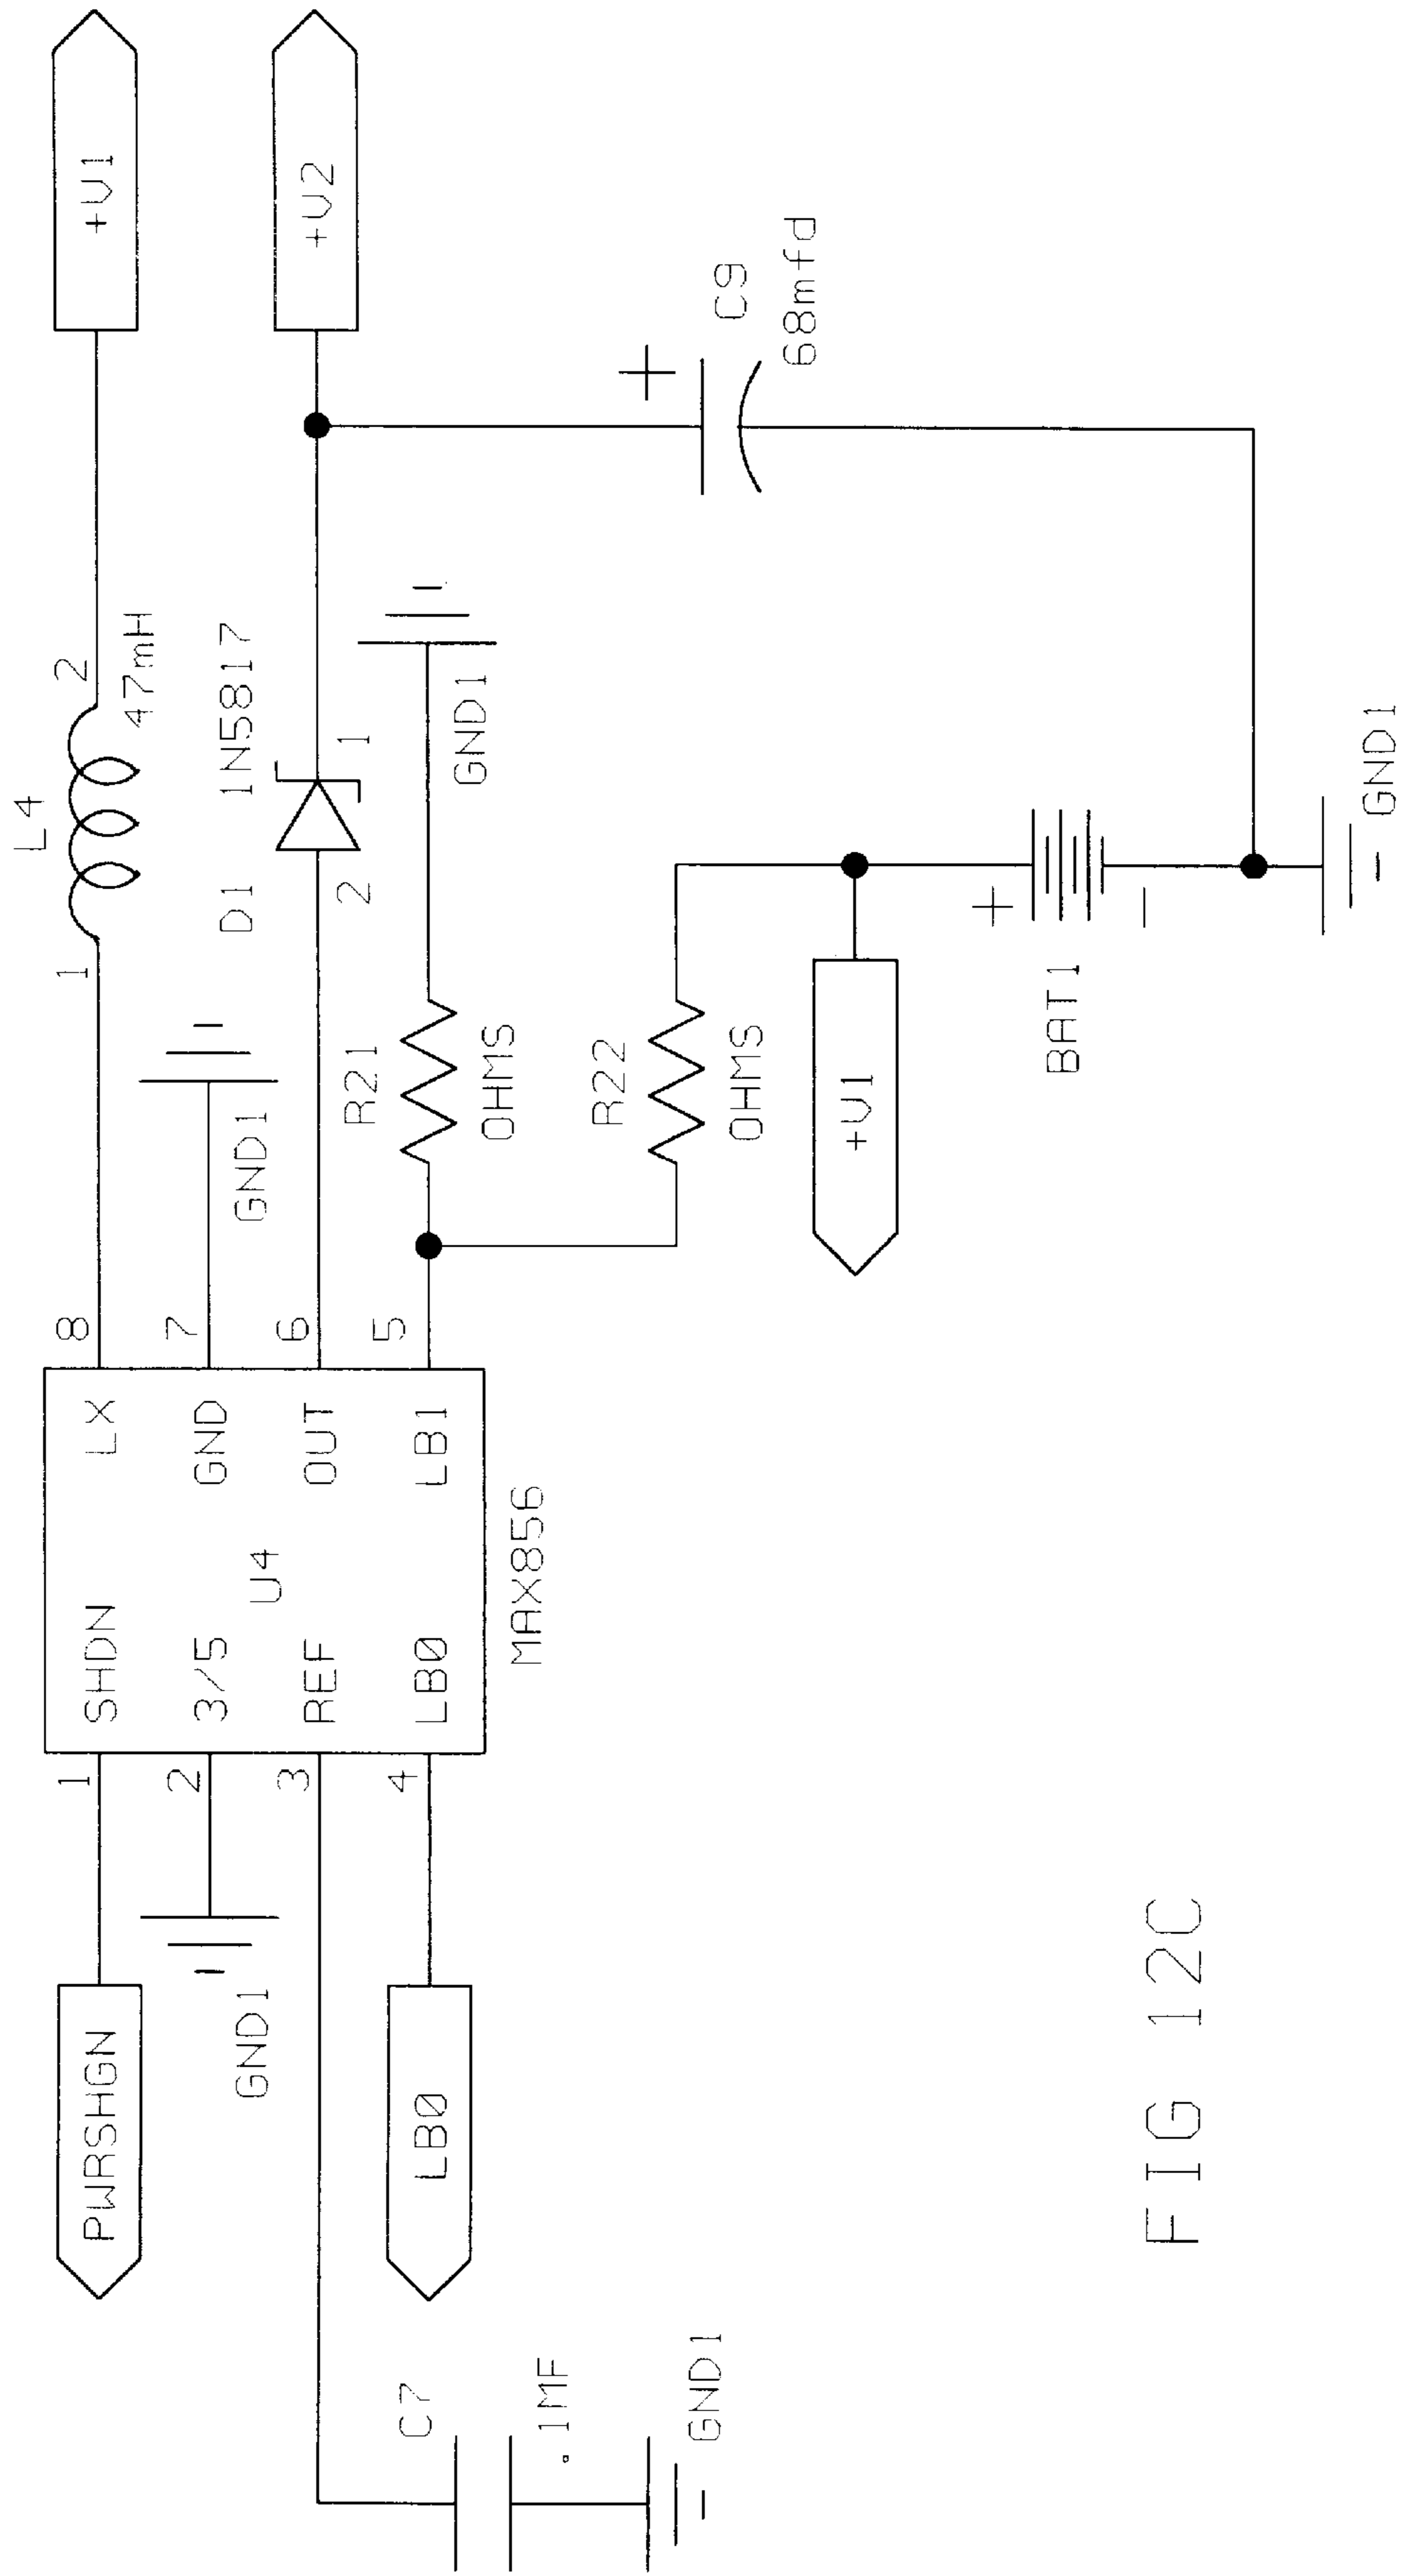 L4
1
2
47mH
+V1
PWRSHGN
1
SHDN
LX
8
GND1
2
3/5
GND
7
GND1
D1 1N5817
2
1
+V2
U4
3
REF
OUT
6
LB0
4
LB0
LB1
5
R21
OHMS
GND1
MAX856
C7
.1MF
GND1
R22
OHMS
C9
68mfd
+
+V1
BAT1
+
-
GND1
FIG 12C